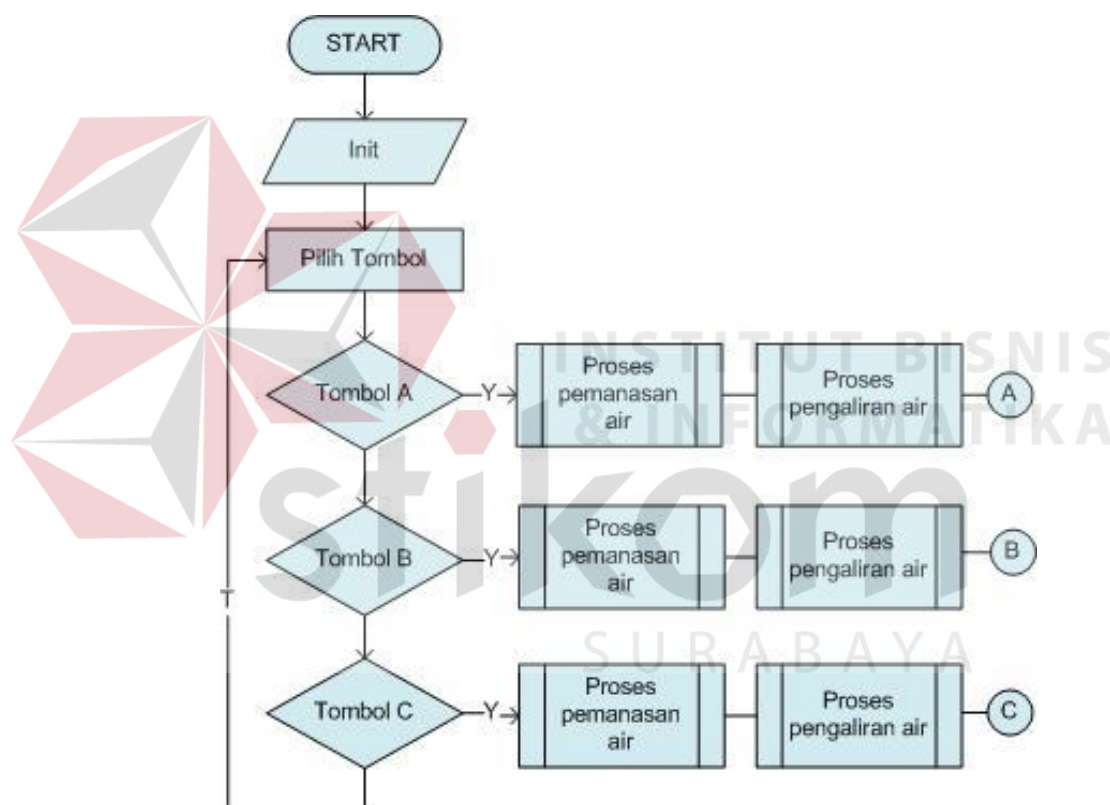 START
Init
Pilih Tombol
Tombol A
Y
Proses
pemanasan
air
Proses
pengaliran air
A
Tombol B
Y
Proses
pemanasan
air
Proses
pengaliran air
B
T
Tombol C
Y
Proses
pemanasan
air
Proses
pengaliran air
C
INSTITUT BISNIS
& INFORMATIKA
stikom
SURABAYA